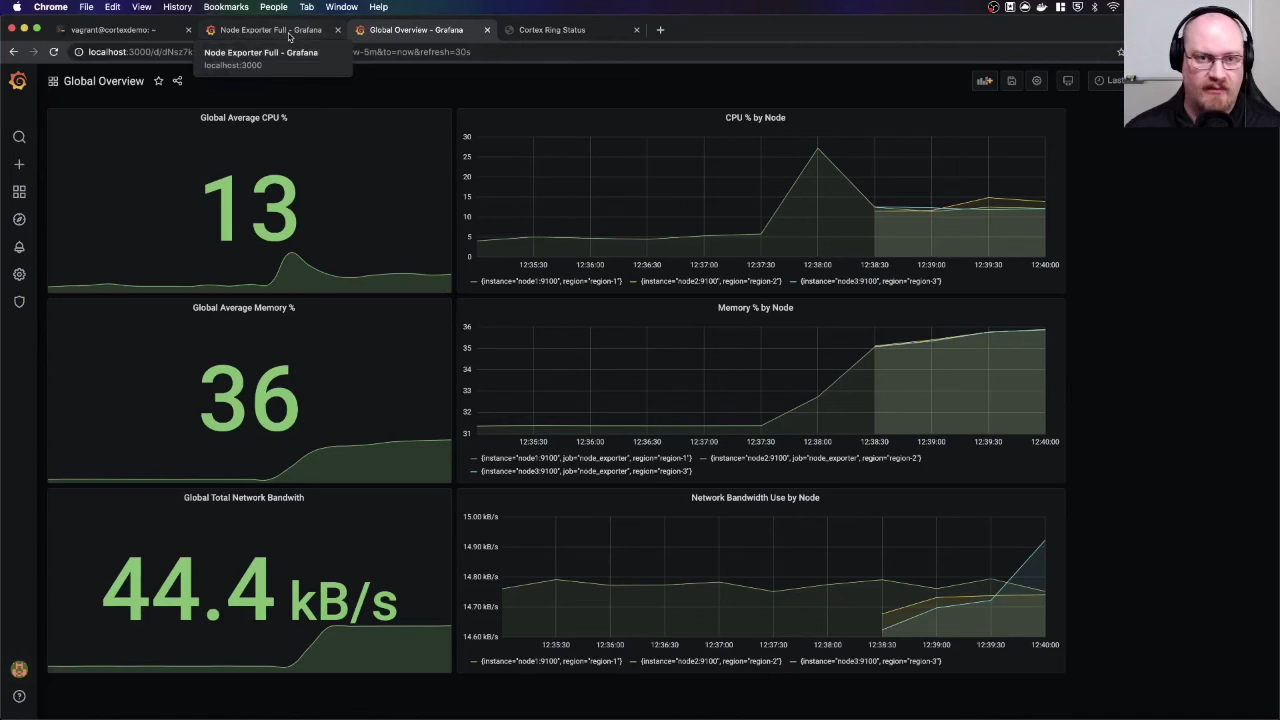 Chrome File Edit View History Bookmarks People Tab Window Help
vagrant@cortexdemo: ~ Node Exporter Full - Grafana Global Overview - Grafana Cortex Ring Status
localhost:3000/d/dNsz7k w-5m&to=now&refresh=30s
Node Exporter Full - Grafana
localhost:3000
Global Overview
Last
Global Average CPU %
13
CPU % by Node
30
25
20
15
10
5
0
12:35:30 12:36:00 12:36:30 12:37:00 12:37:30 12:38:00 12:38:30 12:39:00 12:39:30 12:40:00
{instance="node1:9100", region="region-1"} {instance="node2:9100", region="region-2"} {instance="node3:9100", region="region-3"}
Global Average Memory %
36
Memory % by Node
36
35
34
33
32
31
12:35:30 12:36:00 12:36:30 12:37:00 12:37:30 12:38:00 12:38:30 12:39:00 12:39:30 12:40:00
{instance="node1:9100", job="node_exporter", region="region-1"} {instance="node2:9100", job="node_exporter", region="region-2"}
{instance="node3:9100", job="node_exporter", region="region-3"}
Global Total Network Bandwith
44.4 kB/s
Network Bandwidth Use by Node
15.00 kB/s
14.90 kB/s
14.80 kB/s
14.70 kB/s
14.60 kB/s
12:35:30 12:36:00 12:36:30 12:37:00 12:37:30 12:38:00 12:38:30 12:39:00 12:39:30 12:40:00
{instance="node1:9100", region="region-1"} {instance="node2:9100", region="region-2"} {instance="node3:9100", region="region-3"}